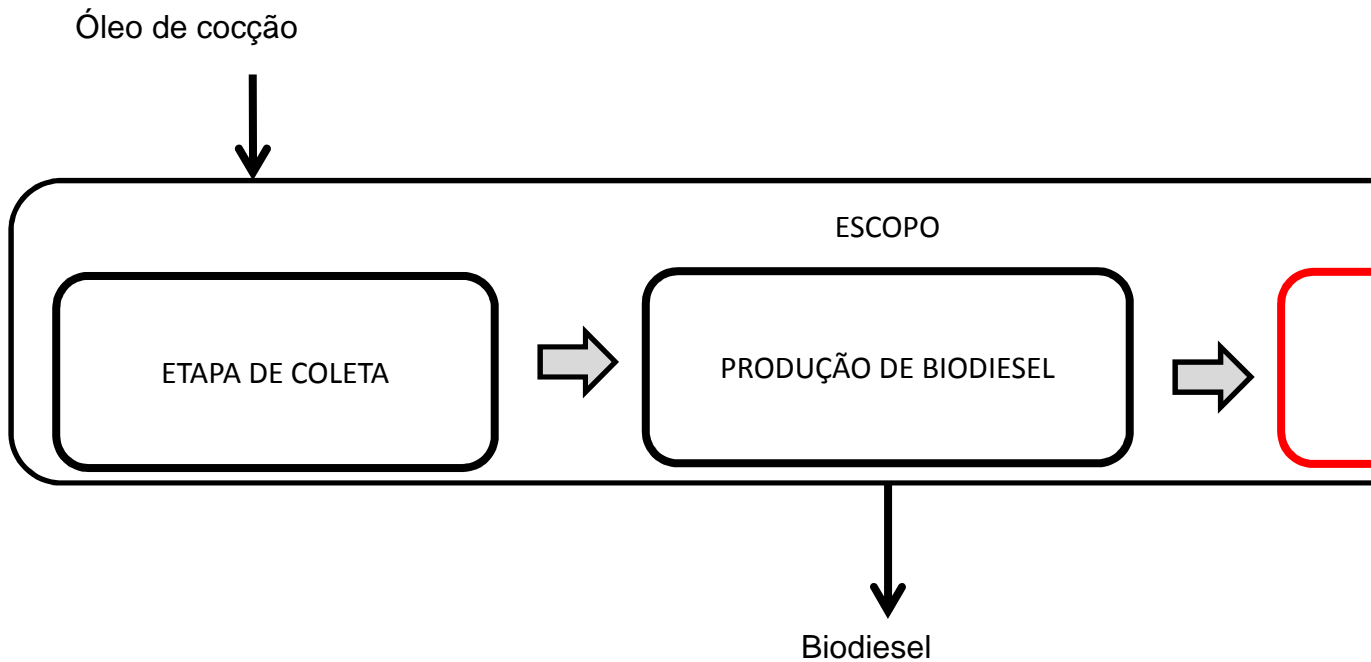 Óleo de cocção
ESCOPO
ETAPA DE COLETA
PRODUÇÃO DE BIODIESEL
Biodiesel